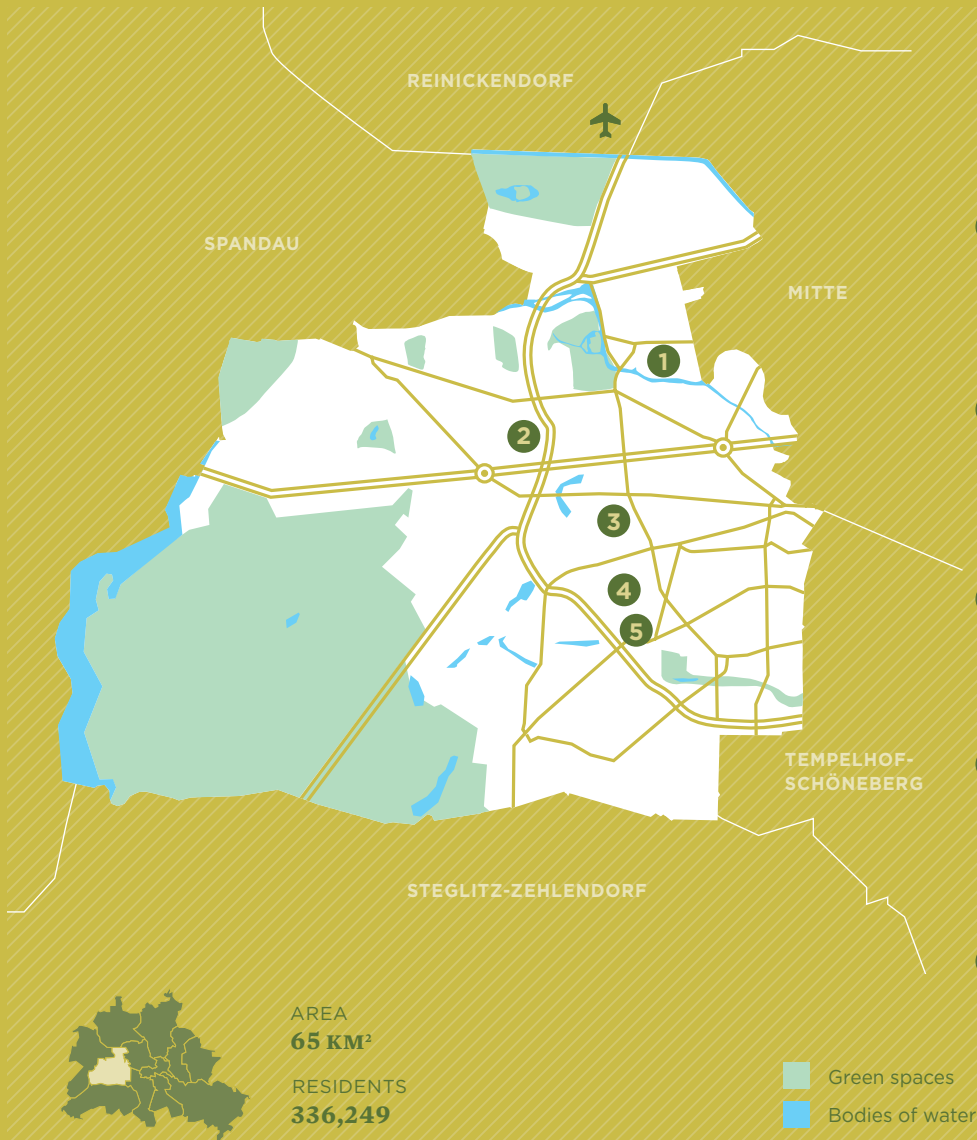 REINICKENDORF
SPANDAU
MITTE
1
2
3
4
5
TEMPELHOF-
SCHÖNEBERG
STEGLITZ-ZEHLENDORF
AREA
65 KM²
RESIDENTS
336,249
Green spaces
Bodies of water